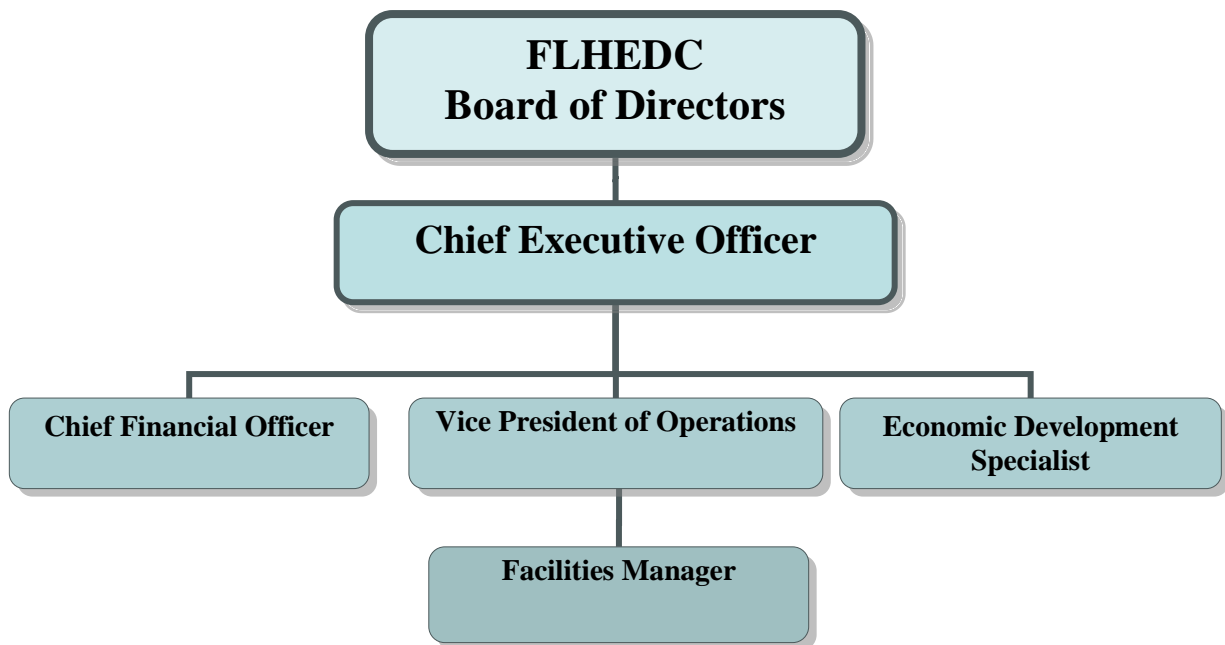 FLHEDC
Board of Directors
Chief Executive Officer
Chief Financial Officer
Vice President of Operations
Economic Development
Specialist
Facilities Manager